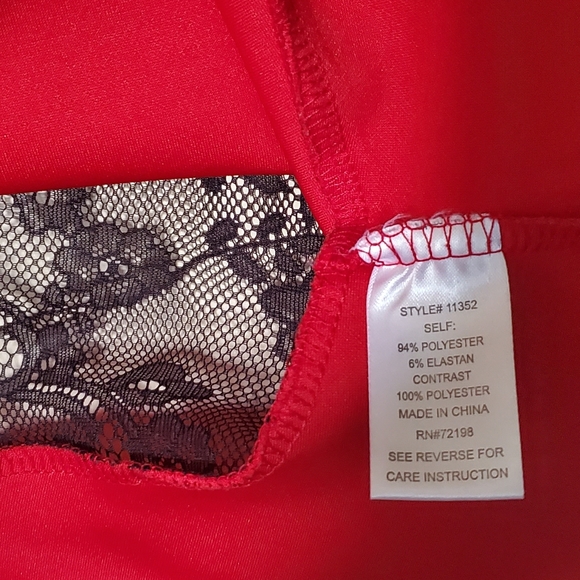 STYLE# 11352
SELF:
94% POLYESTER
6% ELASTAN
CONTRAST
100% POLYESTER
MADE IN CHINA
RN#72198
SEE REVERSE FOR
CARE INSTRUCTION